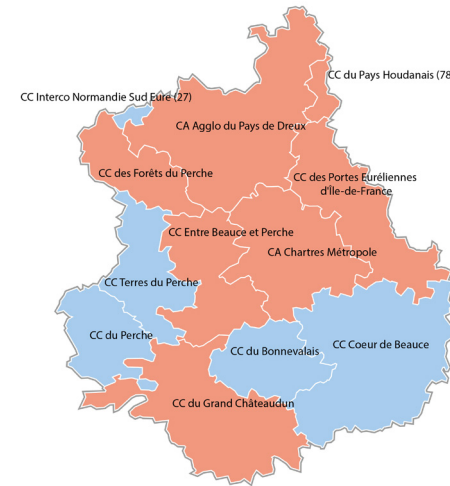 CC du Pays Houdanais (78
CC Interco Normandie Sud Eure (27)
CA Agglo du Pays de Dreux
CC des Forêts du Perche
CC des Portes Euréliennes
d'Île-de-France
CC Entre Beauce et Perche
CA Chartres Métropole
CC Terres du Perche
CC du Perche
CC du Bonnevalais
CC Coeur de Beauce
CC du Grand Châteaudun